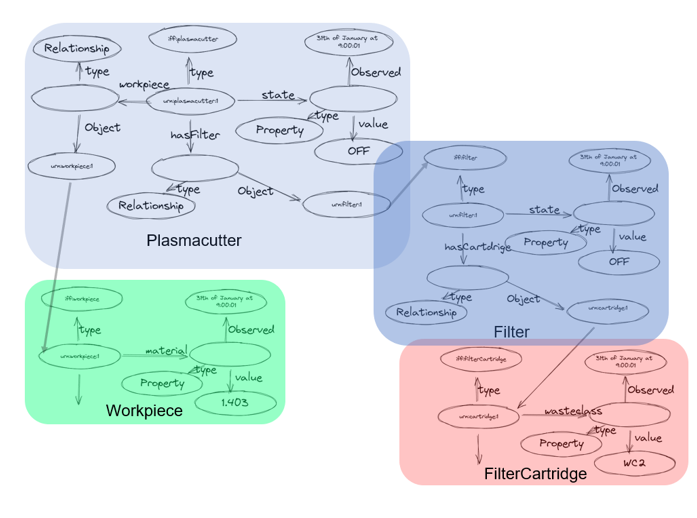 Relationship
iff:plasmacutter
31th of January at
9:00:01
type
type
Observed
workpiece
urn:plasmacutter:1
state
Object
hasFilter
type
Property
value
OFF
urn:workpiece:1
type
Object
Relationship
urn:filter:1
Plasmacutter
iff:filter
31th of January at
9:00:01
type
Observed
urn:filter:1
state
hasCartdrige
type
Property
value
OFF
type
Object
Relationship
urn:cartridge:1
Filter
iff:workpiece
31th of January at
9:00:01
type
Observed
urn:workpiece:1
material
type
Property
value
1.403
Workpiece
iff:FilterCartridge
31th of January at
9:00:01
type
Observed
urn:cartridge:1
wasteclass
type
Property
value
WC2
FilterCartridge